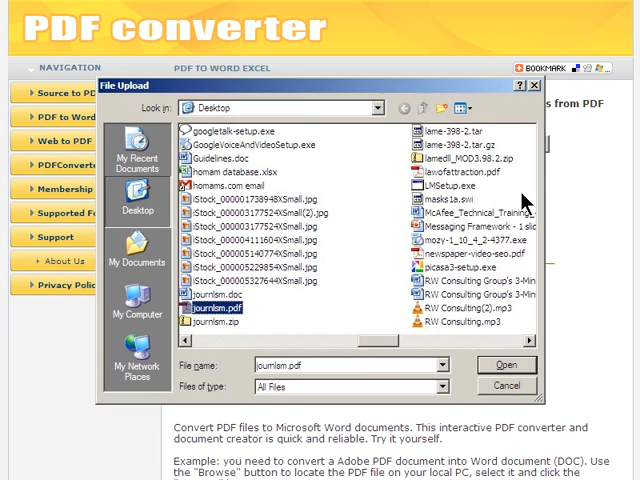 PDF converter
NAVIGATION
PDF TO WORD EXCEL
BOOKMARK
Source to PD
PDF to Word
Web to PDF
PDFConverte
Membership
Supported Fo
Support
About Us
Privacy Polic
s from PDF
File Upload
Look in:
Desktop
My Recent
Documents
Desktop
My Documents
My Computer
My Network
Places
googletalk-setup.exe
GoogleVoiceAndVideoSetup.exe
Guidelines.doc
homam database.xlsx
homams.com email
iStock_000001738948XSmall.jpg
iStock_000003177524XSmall(2).jpg
iStock_000003177524XSmall.jpg
iStock_000004111604XSmall.jpg
iStock_000005140774XSmall.jpg
iStock_000005229854XSmall.jpg
iStock_000005327644XSmall.jpg
journlsm.doc
journlsm.pdf
journlsm.zip
lame-398-2.tar
lame-398-2.tar.gz
lamedll_MOD3.98.2.zip
lawofattraction.pdf
LMSetup.exe
masks1a.swi
McAfee_Technical_Training_
Messaging Framework - 1 slid
mozy-1_10_4_2-4377.exe
newspaper-video-seo.pdf
picasa3-setup.exe
RW Consulting Group's 3-Min
RW Consulting Group's 3-Min
RW Consulting(2).mp3
RW Consulting.mp3
File name:
journlsm.pdf
Open
Files of type:
All Files
Cancel
Convert PDF files to Microsoft Word documents. This interactive PDF converter and
document creator is quick and reliable. Try it yourself.
Example: you need to convert a Adobe PDF document into Word document (DOC). Use
the "Browse" button to locate the PDF file on your local PC, select it and click the